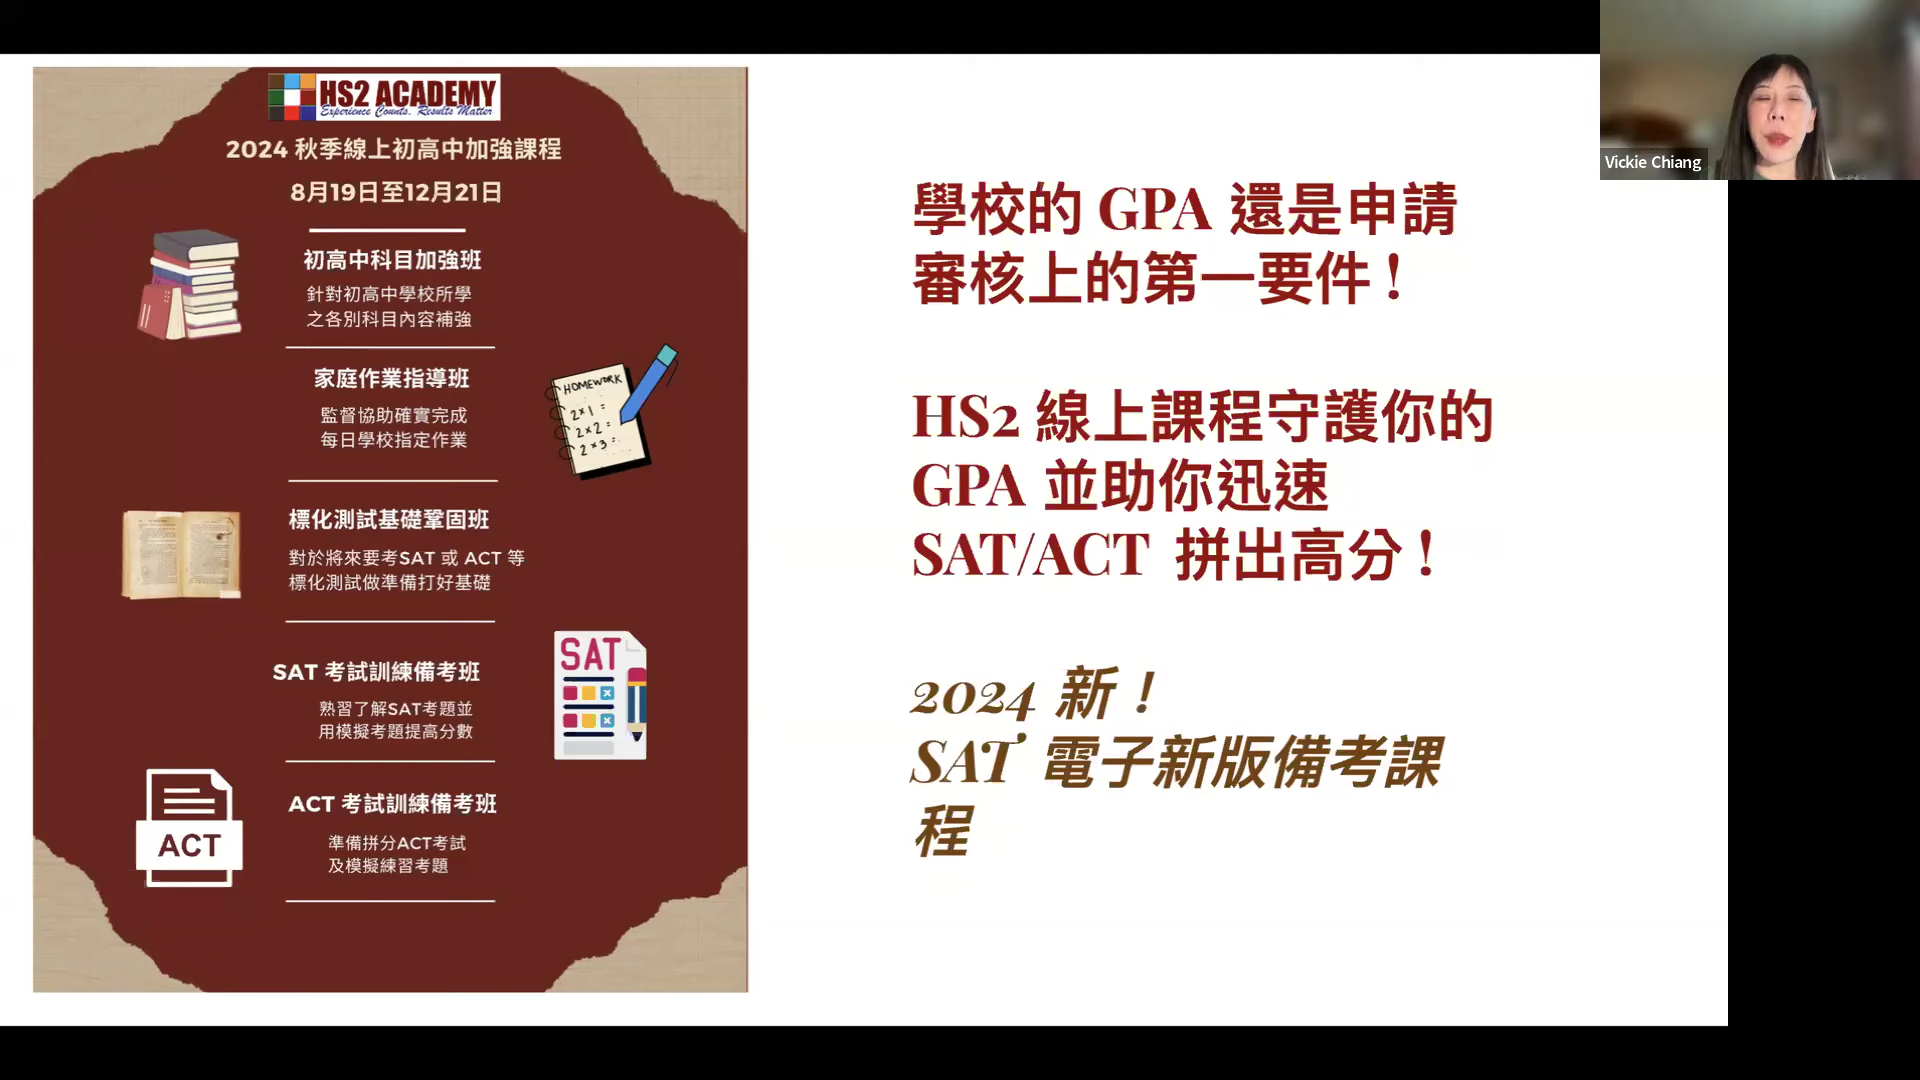 HS2 ACADEMY
Experience Counts. Results Matter
2024 秋季線上初高中加強課程
8月19日至12月21日
初高中科目加強班
針對初高中學校所學
之各別科目內容補強
家庭作業指導班
監督協助確實完成
每日學校指定作業
HOMEWORK
2×1 =
2×2 =
2×3 =
標化測試基礎鞏固班
對於將來要考SAT 或 ACT 等
標化測試做準備打好基礎
SAT 考試訓練備考班
熟習了解SAT考題並
用模擬考題提高分數
SAT
ACT 考試訓練備考班
準備拼分ACT考試
及模擬練習考題
ACT
學校的 GPA 還是申請
審核上的第一要件！
HS2 線上課程守護你的
GPA 並助你迅速
SAT/ACT 拼出高分！
2024 新！
SAT 電子新版備考課
程
Vickie Chiang